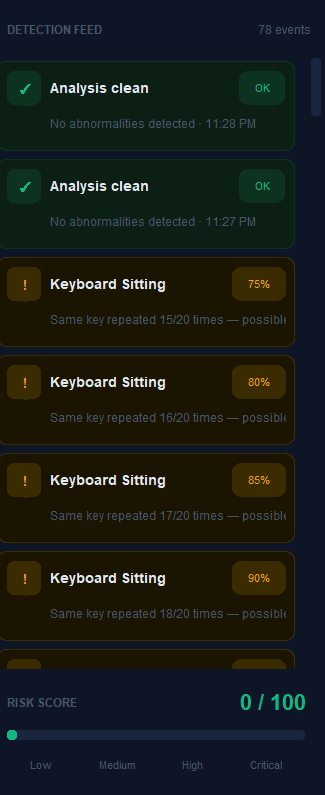 DETECTION FEED 78 events
✓ Analysis clean OK
No abnormalities detected · 11:28 PM
✓ Analysis clean OK
No abnormalities detected · 11:27 PM
! Keyboard Sitting 75%
Same key repeated 15/20 times — possible
! Keyboard Sitting 80%
Same key repeated 16/20 times — possible
! Keyboard Sitting 85%
Same key repeated 17/20 times — possible
! Keyboard Sitting 90%
Same key repeated 18/20 times — possible
RISK SCORE 0 / 100
Low Medium High Critical